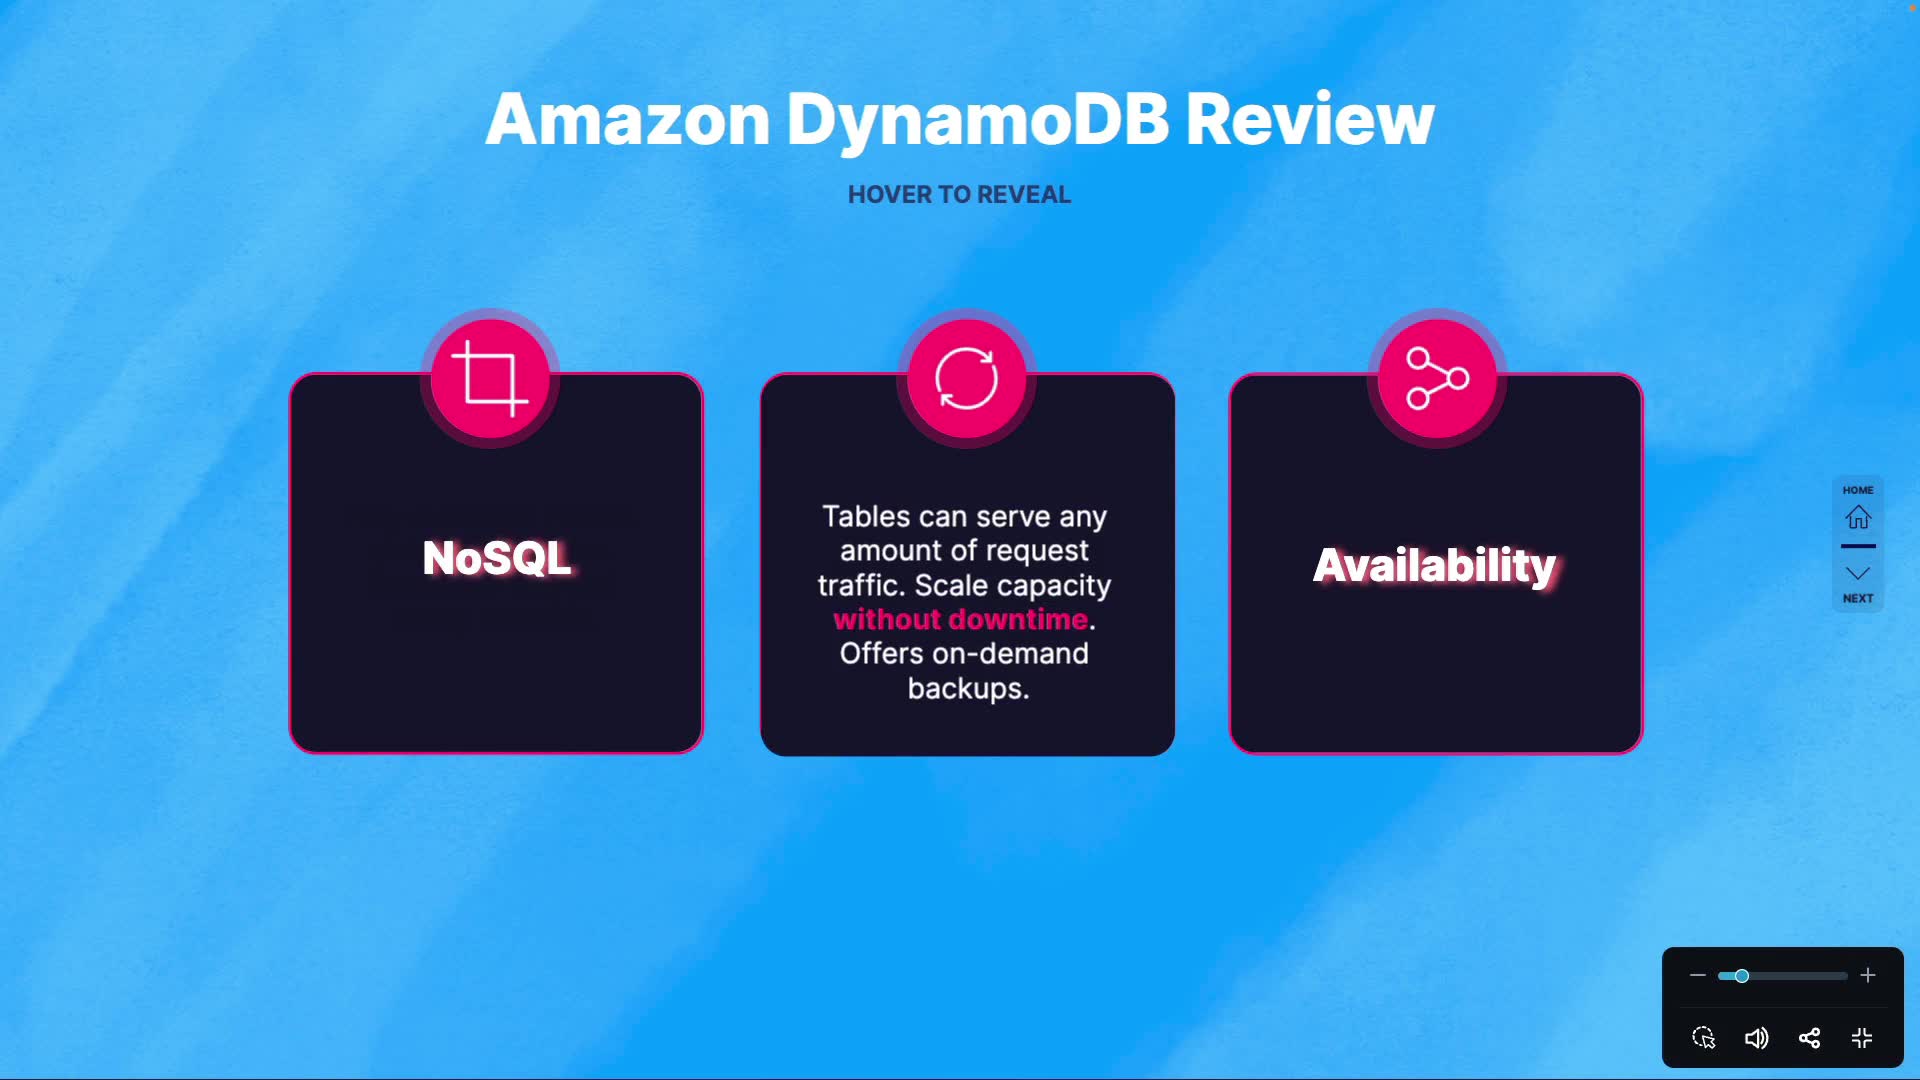 Amazon DynamoDB Review
HOVER TO REVEAL
NoSQL
Tables can serve any
amount of request
traffic. Scale capacity
without downtime.
Offers on-demand
backups.
Availability
HOME
NEXT